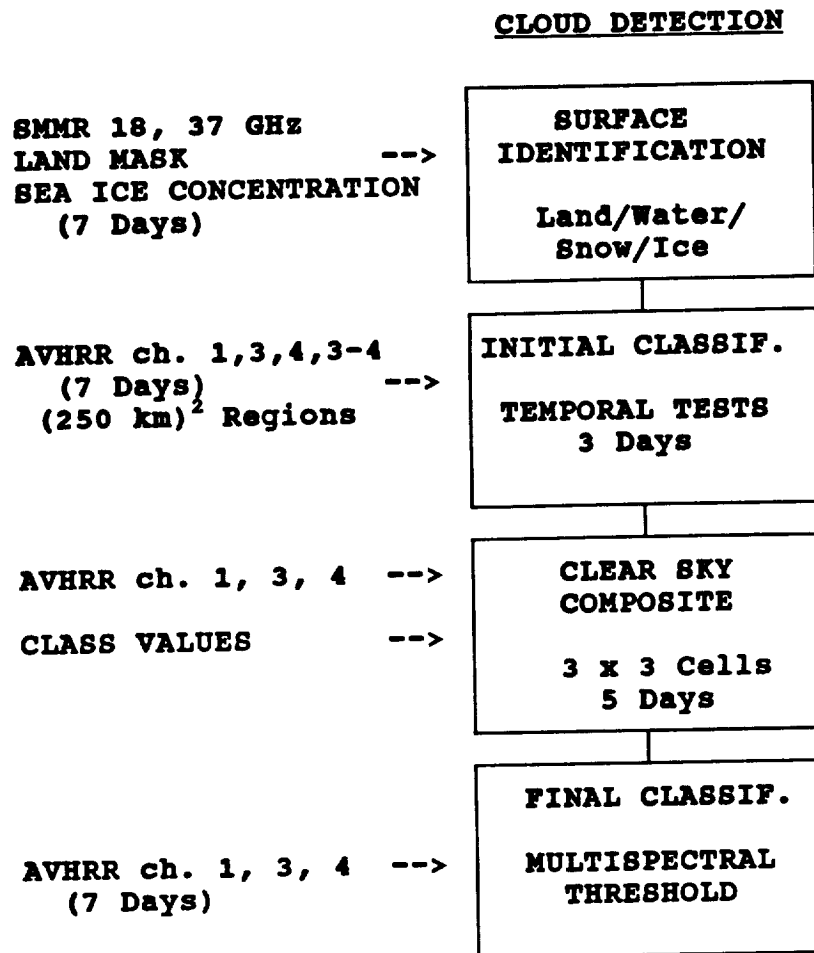 CLOUD DETECTION
SMMR 18, 37 GHz
LAND MASK -->
SEA ICE CONCENTRATION
(7 Days)
SURFACE
IDENTIFICATION
Land/Water/
Snow/Ice
AVHRR ch. 1,3,4,3-4
(7 Days) -->
(250 km)² Regions
INITIAL CLASSIF.
TEMPORAL TESTS
3 Days
AVHRR ch. 1, 3, 4 -->
CLASS VALUES -->
CLEAR SKY
COMPOSITE
3 x 3 Cells
5 Days
AVHRR ch. 1, 3, 4 -->
(7 Days)
FINAL CLASSIF.
MULTISPECTRAL
THRESHOLD